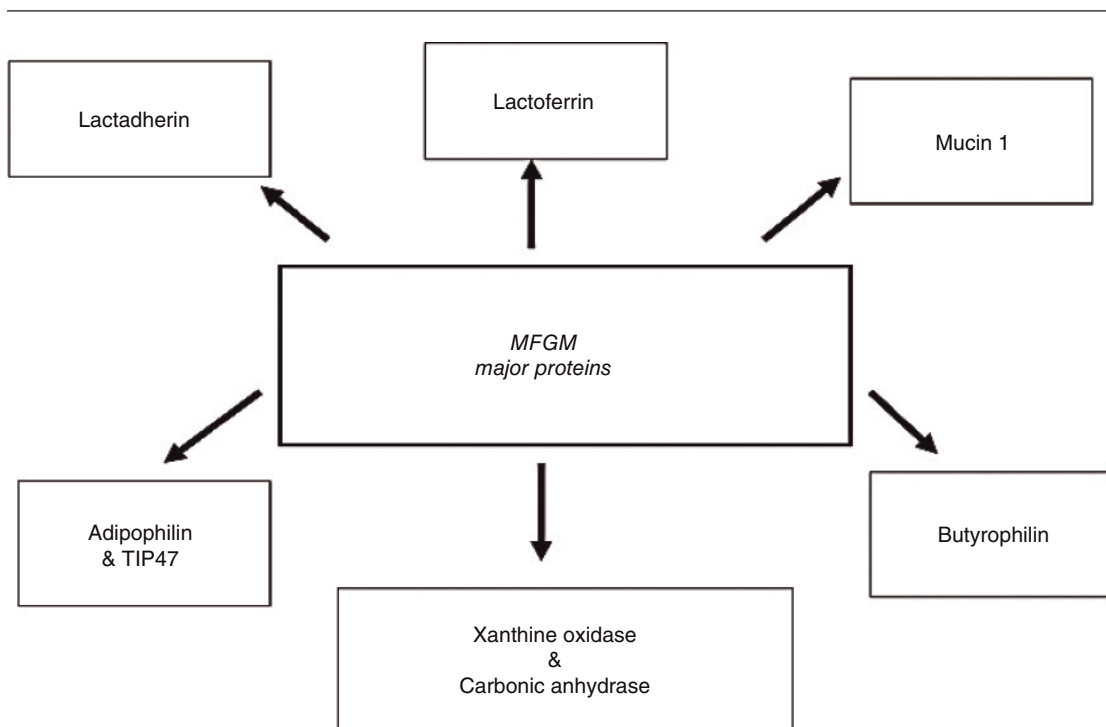 Lactadherin
Lactoferrin
Mucin 1
MFGM
major proteins
Adipophilin
& TIP47
Butyrophilin
Xanthine oxidase
&
Carbonic anhydrase